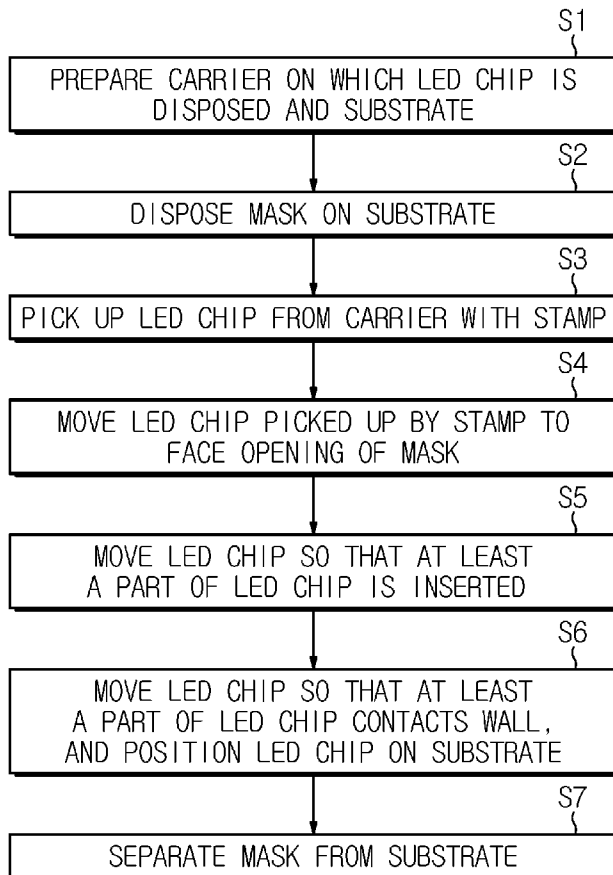 S1
PREPARE CARRIER ON WHICH LED CHIP IS
DISPOSED AND SUBSTRATE
S2
DISPOSE MASK ON SUBSTRATE
S3
PICK UP LED CHIP FROM CARRIER WITH STAMP
S4
MOVE LED CHIP PICKED UP BY STAMP TO
FACE OPENING OF MASK
S5
MOVE LED CHIP SO THAT AT LEAST
A PART OF LED CHIP IS INSERTED
S6
MOVE LED CHIP SO THAT AT LEAST
A PART OF LED CHIP CONTACTS WALL,
AND POSITION LED CHIP ON SUBSTRATE
S7
SEPARATE MASK FROM SUBSTRATE